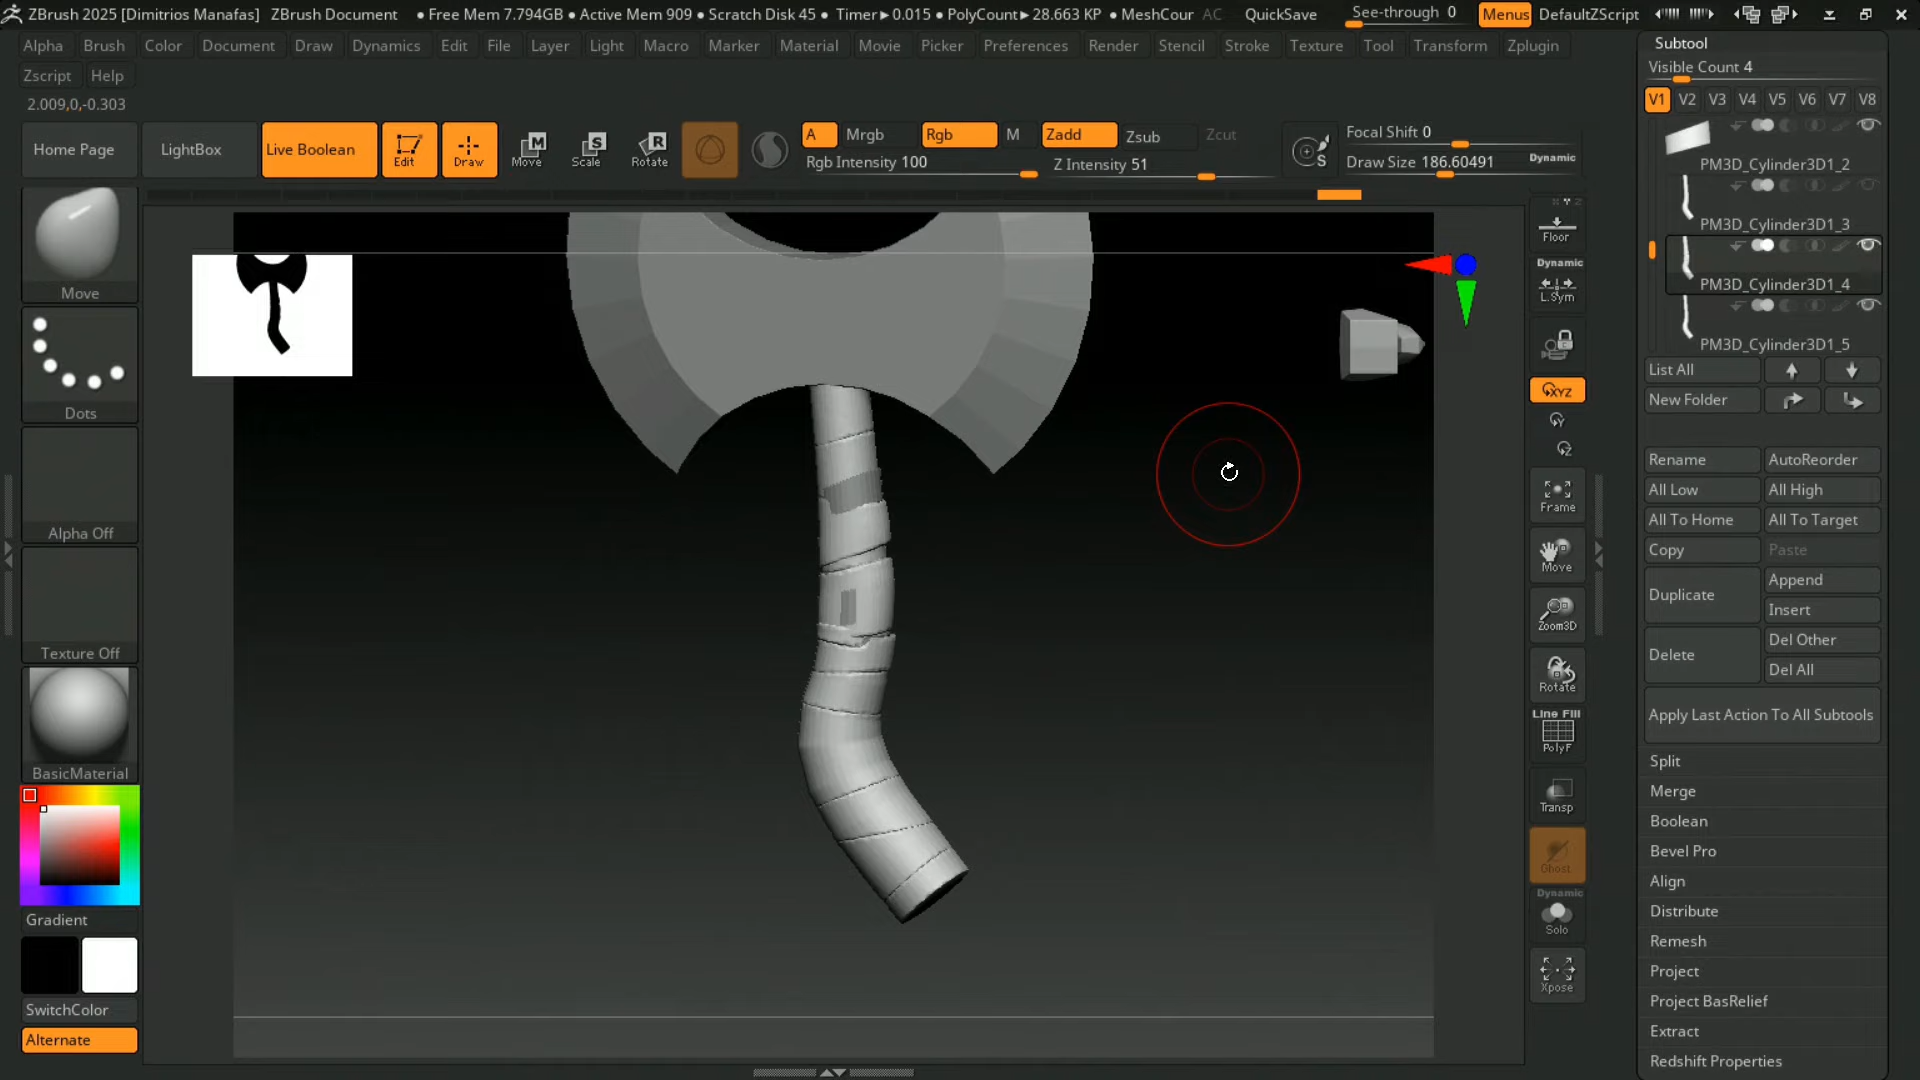 ZBrush 2025 [Dimitrios Manafas] ZBrush Document • Free Mem 7.794GB • Active Mem 909 • Scratch Disk 45 • Timer▶0.015 • PolyCount▶28.663 KP • MeshCour AC QuickSave See-through 0 Menus DefaultZScript
Alpha Brush Color Document Draw Dynamics Edit File Layer Light Macro Marker Material Movie Picker Preferences Render Stencil Stroke Texture Tool Transform Zplugin
Zscript Help
2.009,0,-0.303
Home Page LightBox Live Boolean Edit Draw Move Scale Rotate
M S R
A Mrgb Rgb M Zadd Zsub Zcut
Rgb Intensity 100 Z Intensity 51
S
Focal Shift 0
Draw Size 186.60491 Dynamic
Move
Dots
Alpha Off
Texture Off
BasicMaterial
Gradient
SwitchColor
Alternate
Floor
Dynamic
L.Sym
XYZ
Y
Z
Frame
Move
Zoom3D
Rotate
Line Fill
PolyF
Transp
Ghost
Dynamic
Solo
Xpose
Subtool
Visible Count 4
V1 V2 V3 V4 V5 V6 V7 V8
PM3D_Cylinder3D1_2
PM3D_Cylinder3D1_3
PM3D_Cylinder3D1_4
PM3D_Cylinder3D1_5
List All
New Folder
Rename AutoReorder
All Low All High
All To Home All To Target
Copy Paste
Duplicate Append
Insert
Delete Del Other
Del All
Apply Last Action To All Subtools
Split
Merge
Boolean
Bevel Pro
Align
Distribute
Remesh
Project
Project BasRelief
Extract
Redshift Properties